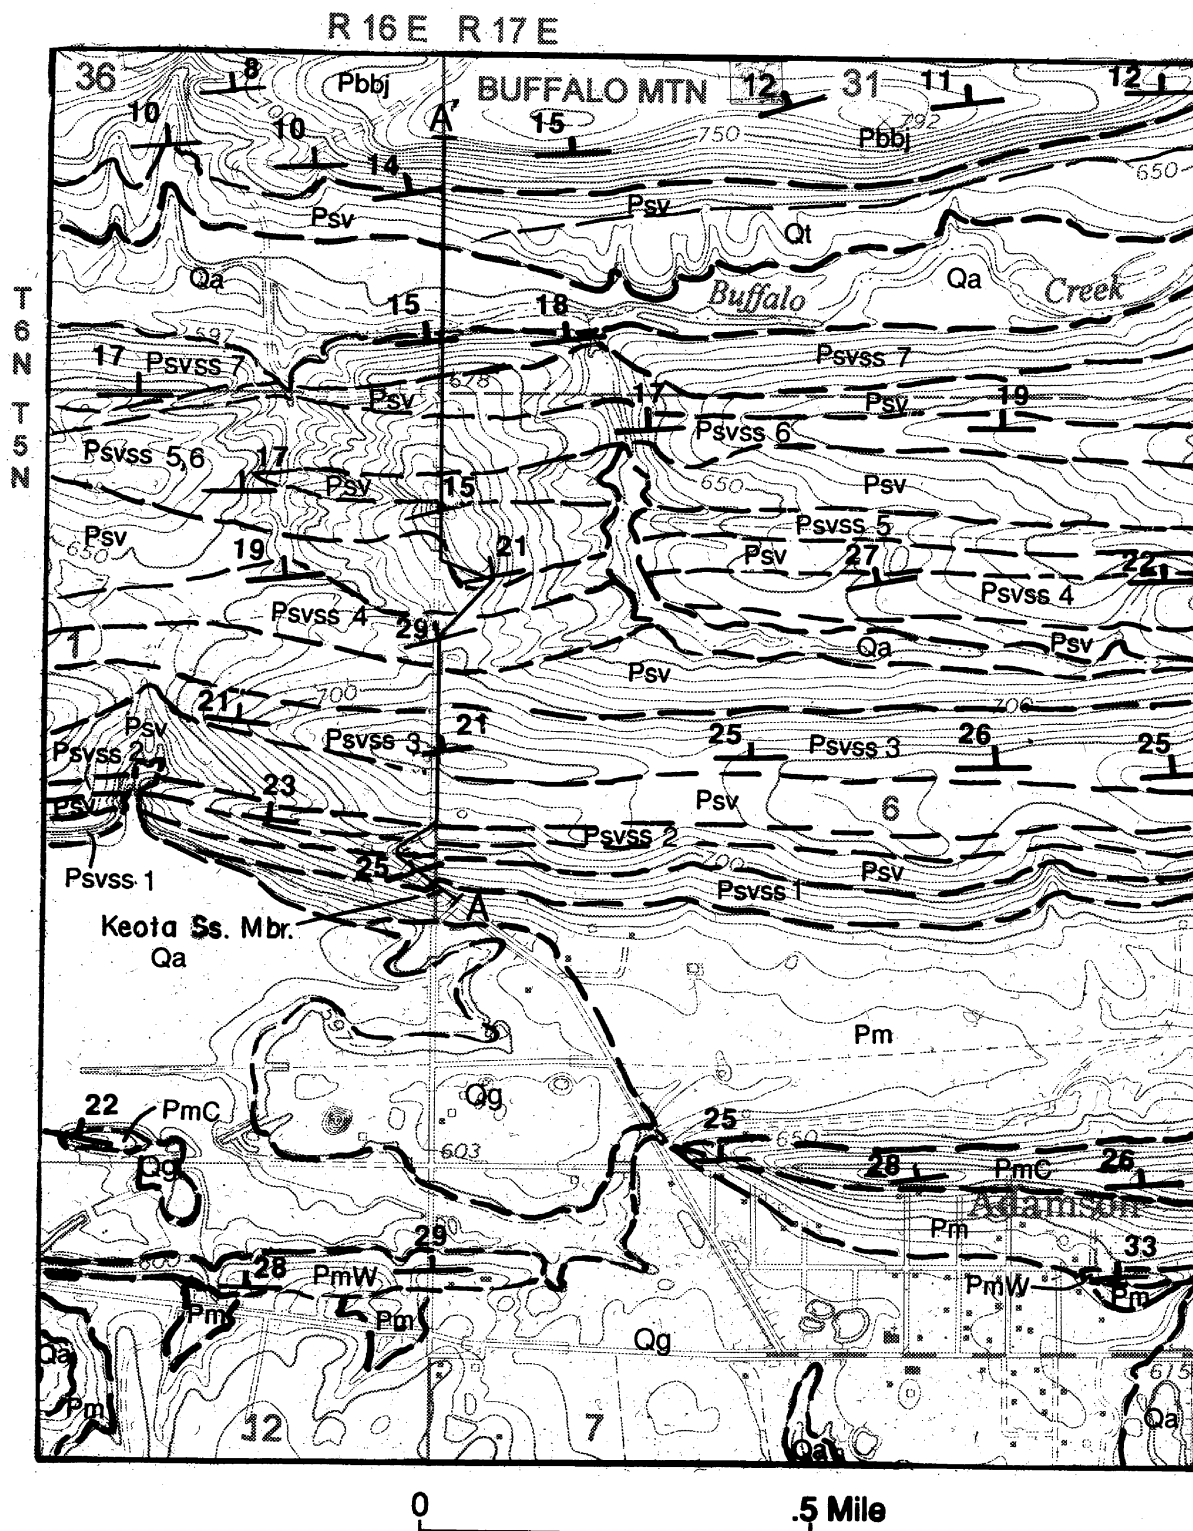 R 16 E R 17 E
36 8 Pbbj BUFFALO MTN 12 31 11 12
10 10 A' 15 750 792 Pbbj
14 650
Psv Psv
Qt
Qa Buffalo Qa Creek
T 6 N
15 18
597
17 Psvss 7 Psvss 7
678
Psv 17 Psv 19
T 5 N
Psvss 6
Psvss 5,6 17
Psv 15 650 Psv
Psvss 5
Psv
650 19 21 Psv 27 22
Psvss 4 Psvss 4
29
1 Qa Psv
Psv
700 700
21
Psv 21
Psvss 2 Psvss 3 25 Psvss 3 26 25
Psv 23 Psv 6
Psvss 2
700
25 Psv
Psvss 1 Psvss 1
A
Keota Ss. Mbr.
Qa
597
Pm
Qg
22 PmC 25
650
603
Qg 28 PmC 26
Adamson
Pm
29 33
600 28 PmW PmW
Pm
Pm Pm
Qg
Qa
615
Pm
12 7 Qa
Qa
0 .5 Mile